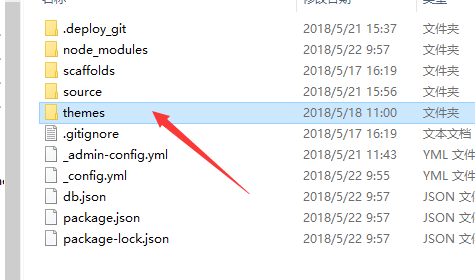 名称 修改日期 类型
.deploy_git 2018/5/21 15:37 文件夹
node_modules 2018/5/22 9:57 文件夹
scaffolds 2018/5/17 16:19 文件夹
source 2018/5/21 15:56 文件夹
themes 2018/5/18 11:00 文件夹
.gitignore 2018/5/17 16:19 文本文档
_admin-config.yml 2018/5/21 11:43 YML 文件
_config.yml 2018/5/22 9:55 YML 文件
db.json 2018/5/22 9:57 JSON 文件
package.json 2018/5/22 9:57 JSON 文件
package-lock.json 2018/5/22 9:57 JSON 文件